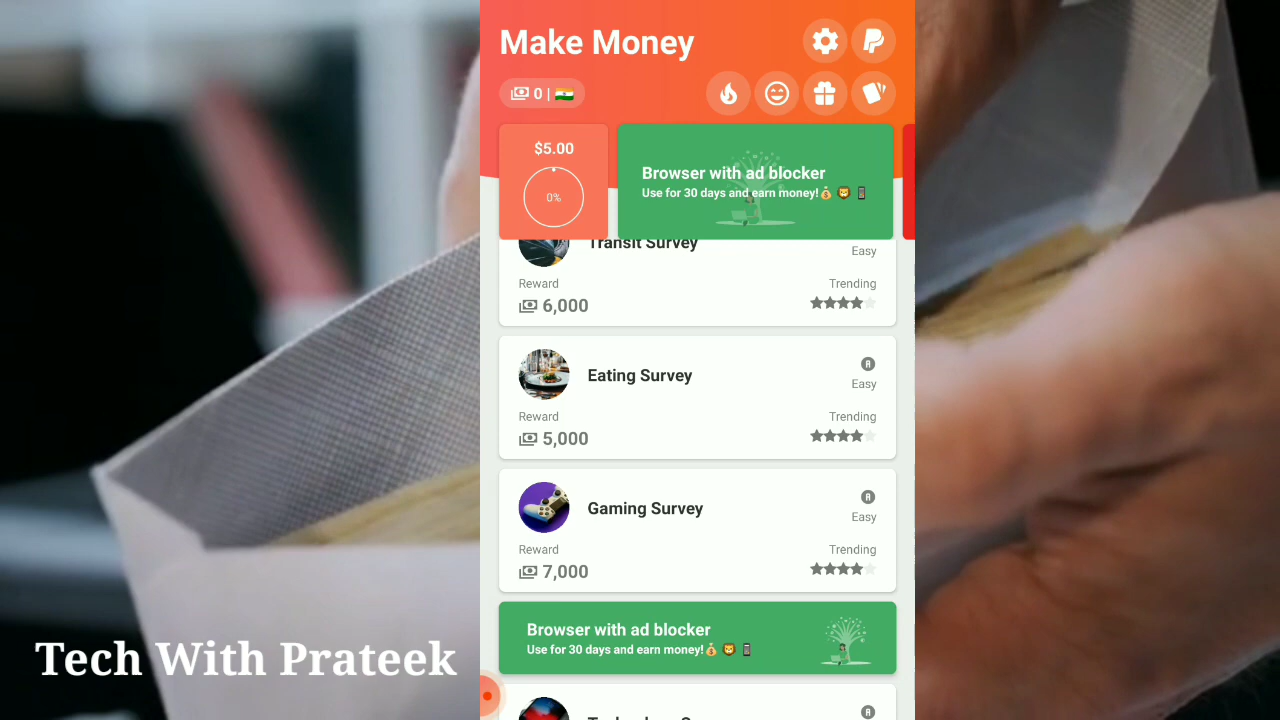 Make Money
0 | 🇮🇳
$5.00
0%
Browser with ad blocker
Use for 30 days and earn money!💰 🦁 📱
Transit Survey
Easy
Reward
Trending
6,000
Eating Survey
Easy
Reward
Trending
5,000
Gaming Survey
Easy
Reward
Trending
7,000
Browser with ad blocker
Use for 30 days and earn money!💰 🦁 📱
Tech With Prateek